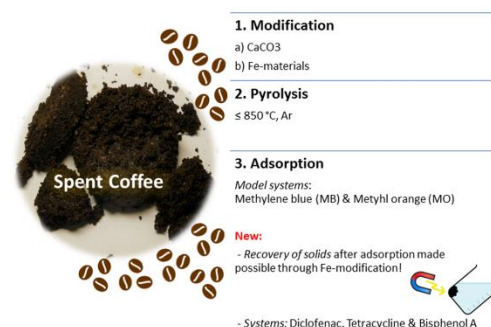 1. Modification
a) CaCO3
b) Fe-materials
2. Pyrolysis
≤ 850 °C, Ar
Spent Coffee
3. Adsorption
Model systems:
Methylene blue (MB) & Metyhl orange (MO)
New:
- Recovery of solids after adsorption made
possible through Fe-modification!
- Systems: Diclofenac, Tetracycline & Bisphenol A